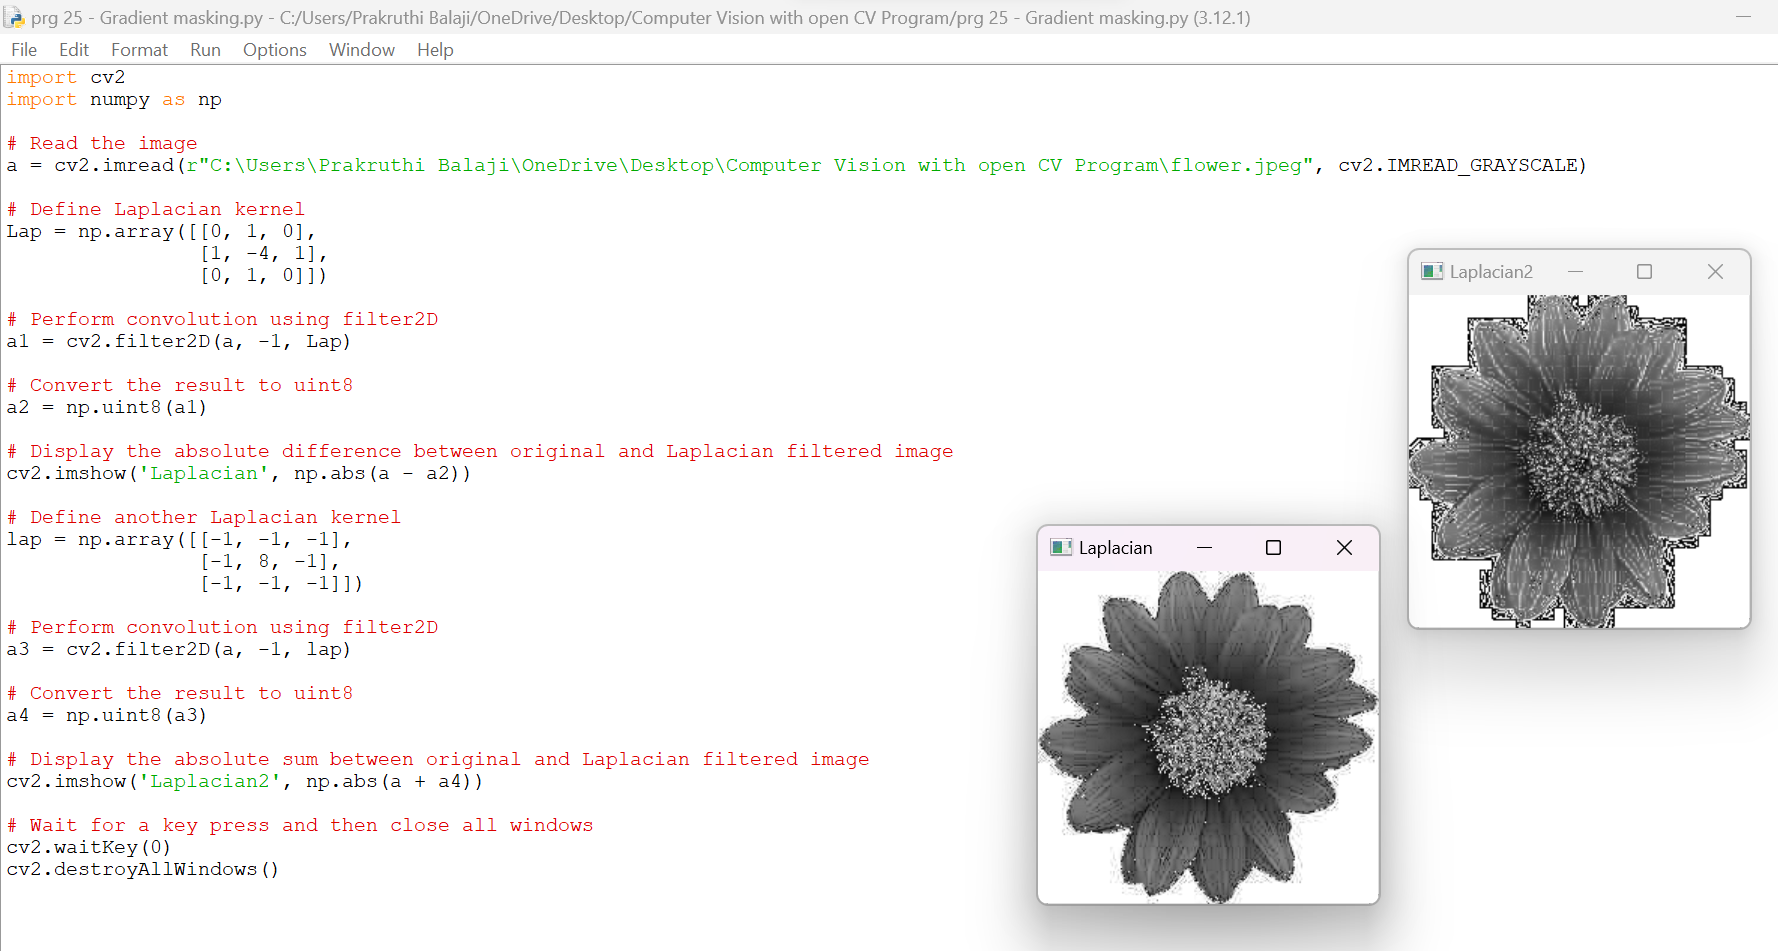 prg 25 - Gradient masking.py - C:/Users/Prakruthi Balaji/OneDrive/Desktop/Computer Vision with open CV Program/prg 25 - Gradient masking.py (3.12.1)
File Edit Format Run Options Window Help
import cv2
import numpy as np
# Read the image
a = cv2.imread(r"C:\Users\Prakruthi Balaji\OneDrive\Desktop\Computer Vision with open CV Program\flower.jpeg", cv2.IMREAD_GRAYSCALE)
# Define Laplacian kernel
Lap = np.array([[0, 1, 0],
[1, -4, 1],
[0, 1, 0]])
# Perform convolution using filter2D
a1 = cv2.filter2D(a, -1, Lap)
# Convert the result to uint8
a2 = np.uint8(a1)
# Display the absolute difference between original and Laplacian filtered image
cv2.imshow('Laplacian', np.abs(a - a2))
# Define another Laplacian kernel
lap = np.array([[-1, -1, -1],
[-1, 8, -1],
[-1, -1, -1]])
# Perform convolution using filter2D
a3 = cv2.filter2D(a, -1, lap)
# Convert the result to uint8
a4 = np.uint8(a3)
# Display the absolute sum between original and Laplacian filtered image
cv2.imshow('Laplacian2', np.abs(a + a4))
# Wait for a key press and then close all windows
cv2.waitKey(0)
cv2.destroyAllWindows()
Laplacian2
Laplacian